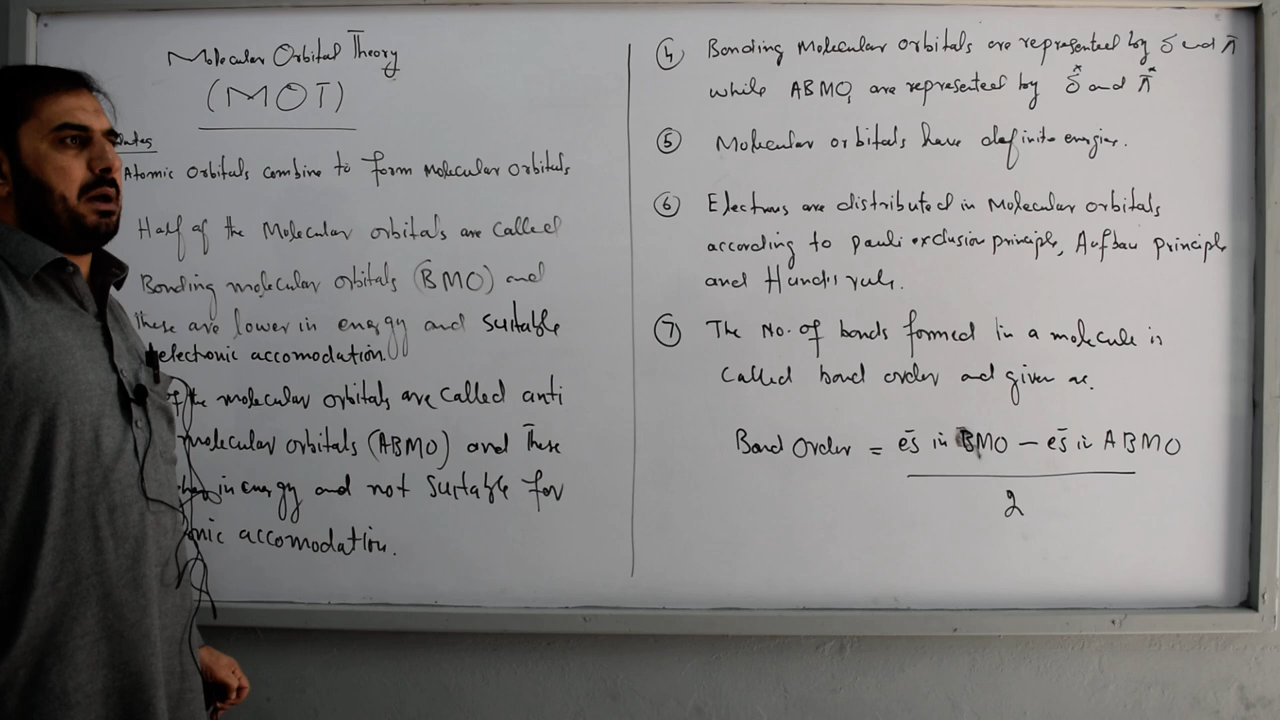 Molecular Orbital Theory
(MOT)
Atomic Orbitals combine to form Molecular Orbitals
Half of the Molecular orbitals are called
Bonding molecular orbitals (BMO) and
These are lower in energy and suitable
electronic accomodation.
of the molecular orbitals are called anti
molecular orbitals (ABMO) and These
in energy and not suitable for
accomodation.
④ Bonding Molecular orbitals are represented by δ and π
while ABMO, are represented by δ* and π*
⑤ Molecular orbitals have definite energies.
⑥ Electrons are distributed in Molecular orbitals
according to pauli exclusion principle, Aufbau principle
and Hund's rule.
⑦ The No. of bonds formed in a molecule is
called bond order and given as.
Bond Order = eَs in BMO − eَs in ABMO
2